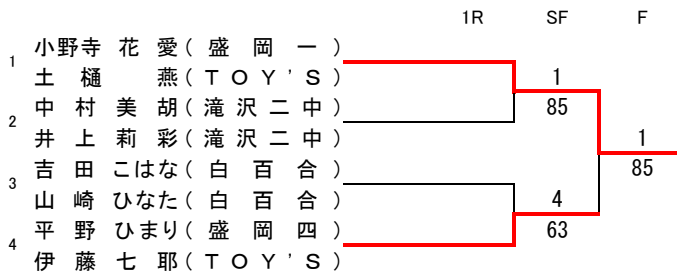 1R SF F
小野寺 花 愛( 盛 岡 一 )
1
土 樋 燕( T O Y ' S )
1
中 村 美 胡( 滝 沢 二 中 )
85
2
井 上 莉 彩( 滝 沢 二 中 )
1
吉 田 こはな( 白 百 合 )
85
3
山 崎 ひなた( 白 百 合 )
4
平 野 ひまり( 盛 岡 四 )
63
4
伊 藤 七 耶( T O Y ' S )